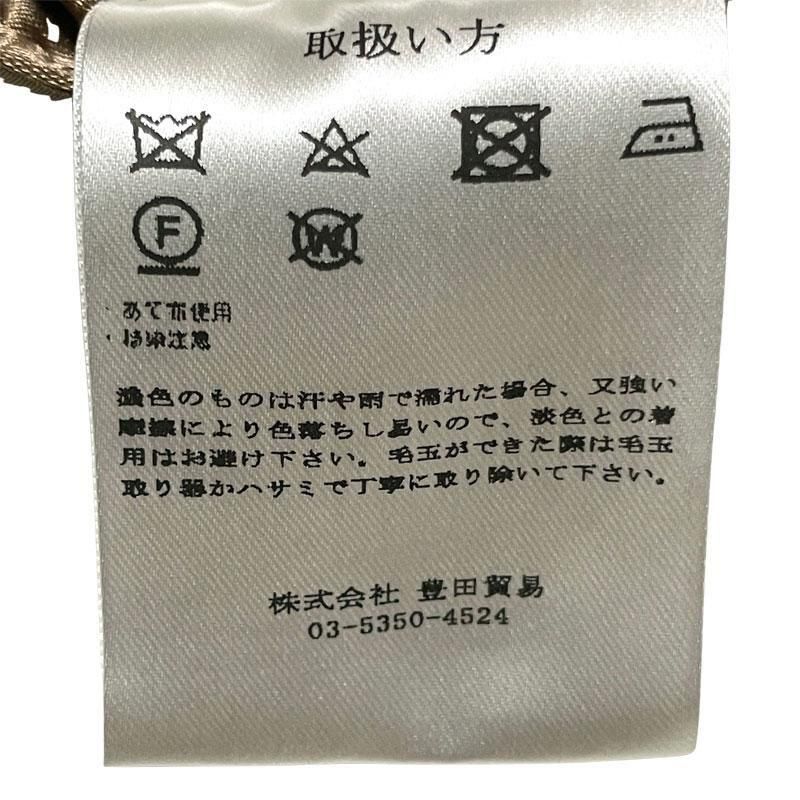 取扱い方
F W
・あて布使用
・移染注意
濃色のものは汗や雨で濡れた場合、又強い
摩擦により色落ちし易いので、淡色との着
用はお避け下さい。毛玉ができた際は毛玉
取り器かハサミで丁寧に取り除いて下さい。
株式会社 豊田貿易
03-5350-4524